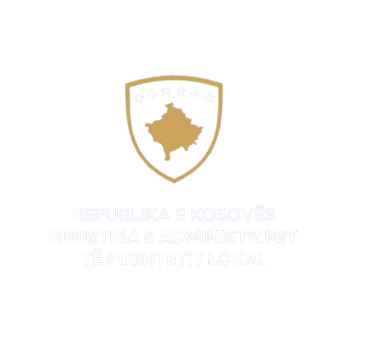 REPUBLIKA E KOSOVËS
MINISTRIA E ADMINISTRIMIT
TË PUSHTETIT LOKAL